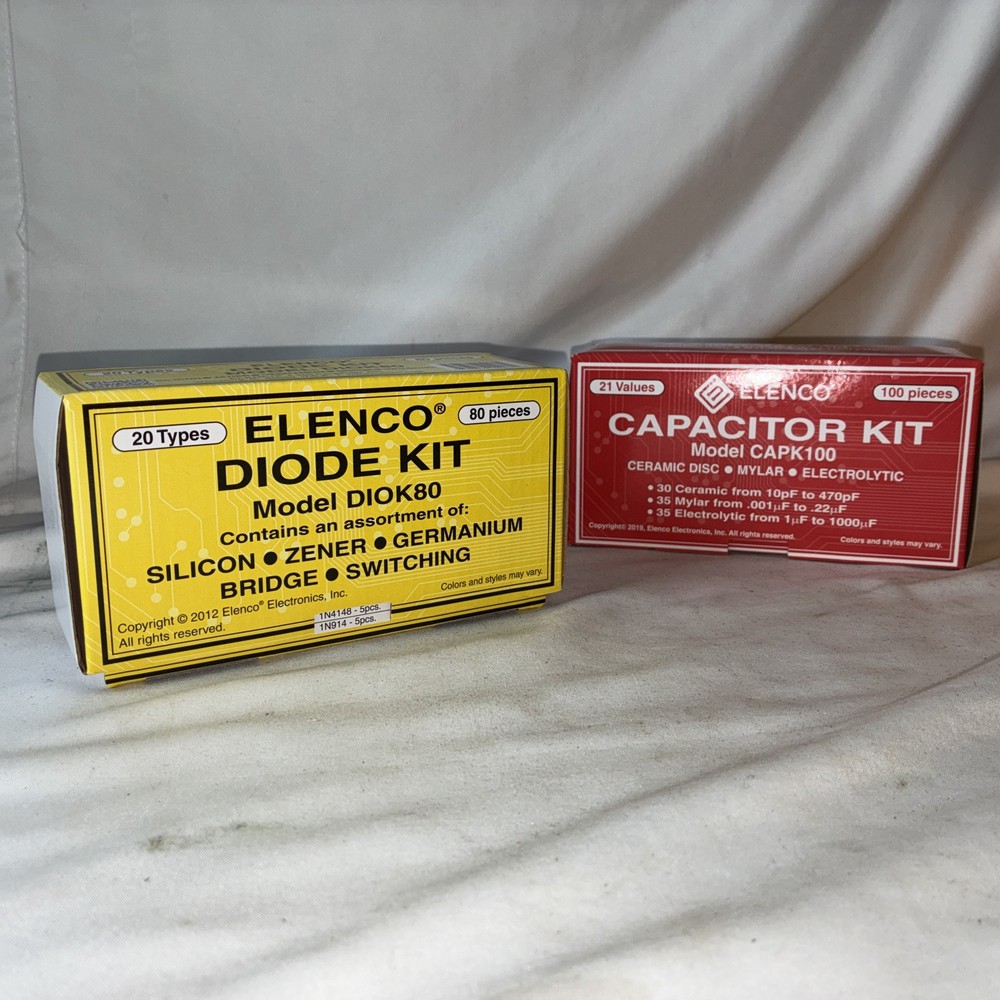 20 Types
ELENCO®
80 pieces
DIODE KIT
Model DIOK80
Contains an assortment of:
SILICON ● ZENER ● GERMANIUM
BRIDGE ● SWITCHING
Colors and styles may vary.
Copyright © 2012 Elenco® Electronics, Inc.
All rights reserved.
1N4148 - 5pcs.
1N914 - 5pcs.
21 Values
ELENCO
100 pieces
CAPACITOR KIT
Model CAPK100
CERAMIC DISC ● MYLAR ● ELECTROLYTIC
• 30 Ceramic from 10pF to 470pF
• 35 Mylar from .001µF to .22µF
• 35 Electrolytic from 1µF to 1000µF
Copyright© 2019, Elenco Electronics, Inc. All rights reserved.
Colors and styles may vary.